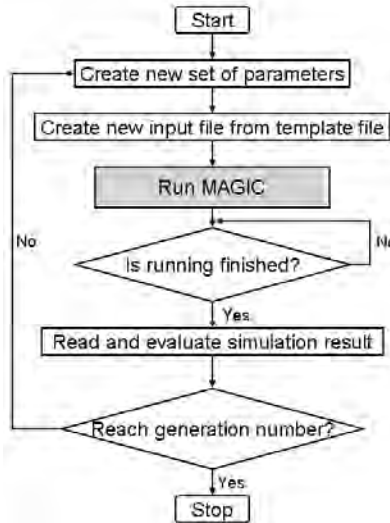 Start
Create new set of parameters
Create new input file from template file
Run MAGIC
No
No
Is running finished?
Yes
Read and evaluate simulation result
Reach generation number?
Yes
Stop